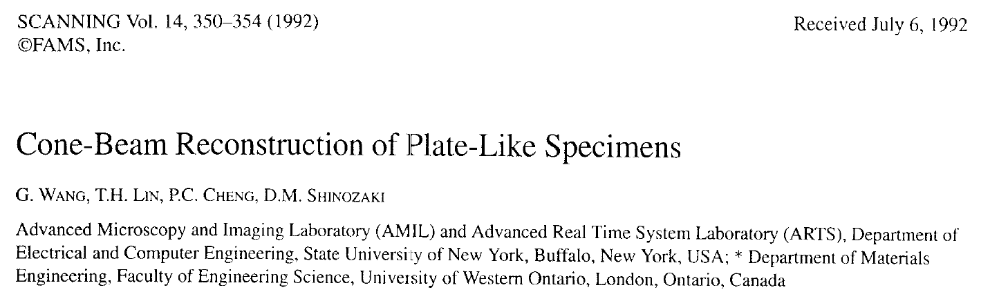 SCANNING Vol. 14, 350–354 (1992)
Received July 6, 1992
©FAMS, Inc.
Cone-Beam Reconstruction of Plate-Like Specimens
G. WANG, T.H. LIN, P.C. CHENG, D.M. SHINOZAKI
Advanced Microscopy and Imaging Laboratory (AMIL) and Advanced Real Time System Laboratory (ARTS), Department of
Electrical and Computer Engineering, State University of New York, Buffalo, New York, USA; * Department of Materials
Engineering, Faculty of Engineering Science, University of Western Ontario, London, Ontario, Canada